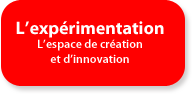 L'expérimentation
L'espace de création
et d'innovation